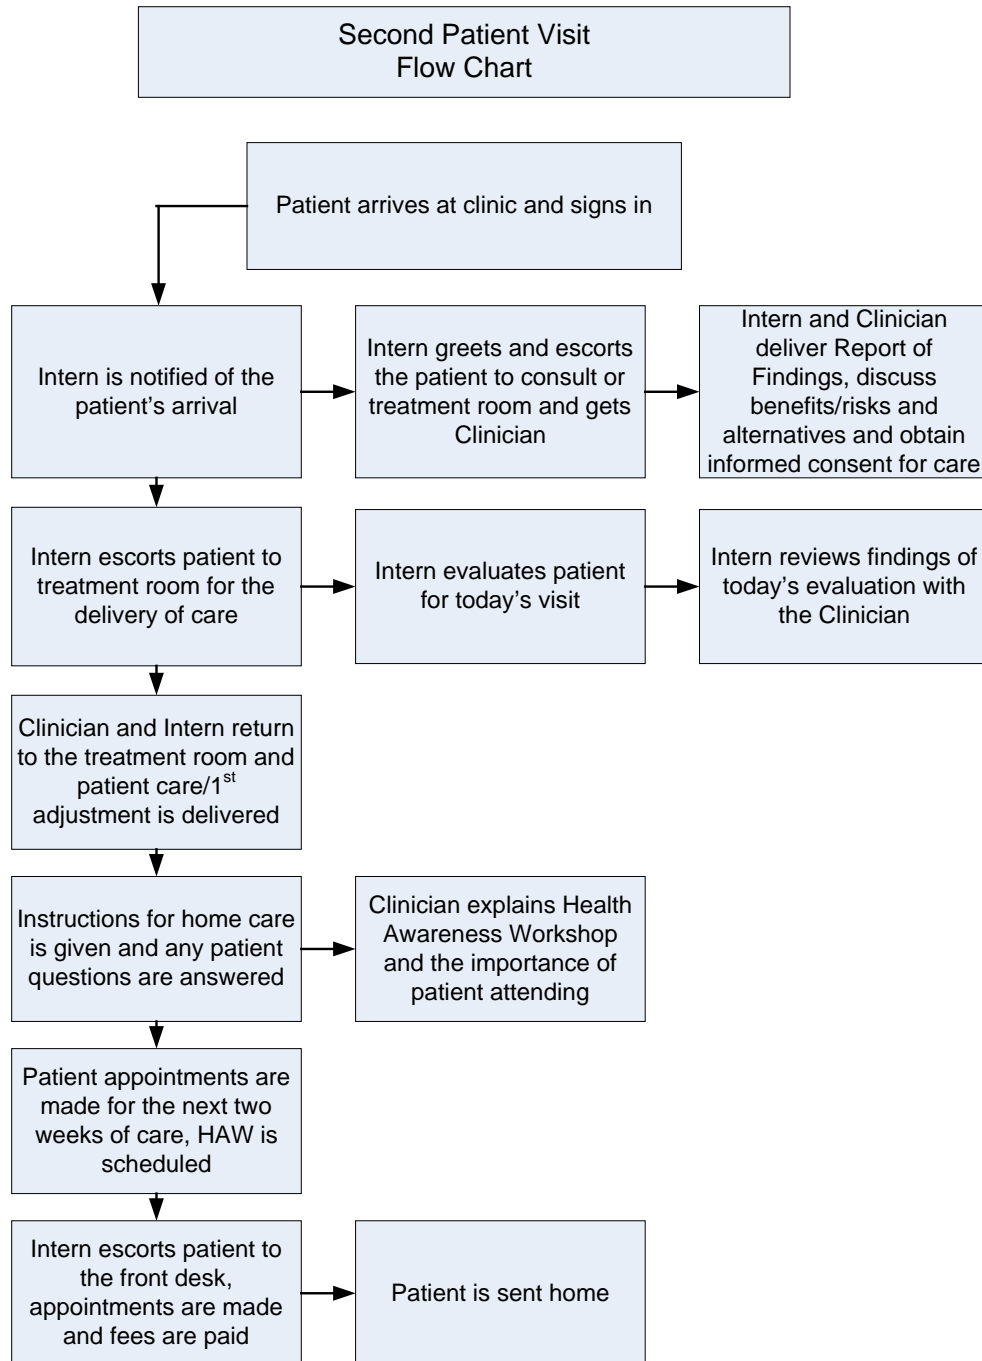 Second Patient Visit
Flow Chart
Patient arrives at clinic and signs in
Intern is notified of the
patient’s arrival
Intern greets and escorts
the patient to consult or
treatment room and gets
Clinician
Intern and Clinician
deliver Report of
Findings, discuss
benefits/risks and
alternatives and obtain
informed consent for care
Intern escorts patient to
treatment room for the
delivery of care
Intern evaluates patient
for today’s visit
Intern reviews findings of
today’s evaluation with
the Clinician
Clinician and Intern return
to the treatment room and
patient care/1st
adjustment is delivered
Instructions for home care
is given and any patient
questions are answered
Clinician explains Health
Awareness Workshop
and the importance of
patient attending
Patient appointments are
made for the next two
weeks of care, HAW is
scheduled
Intern escorts patient to
the front desk,
appointments are made
and fees are paid
Patient is sent home